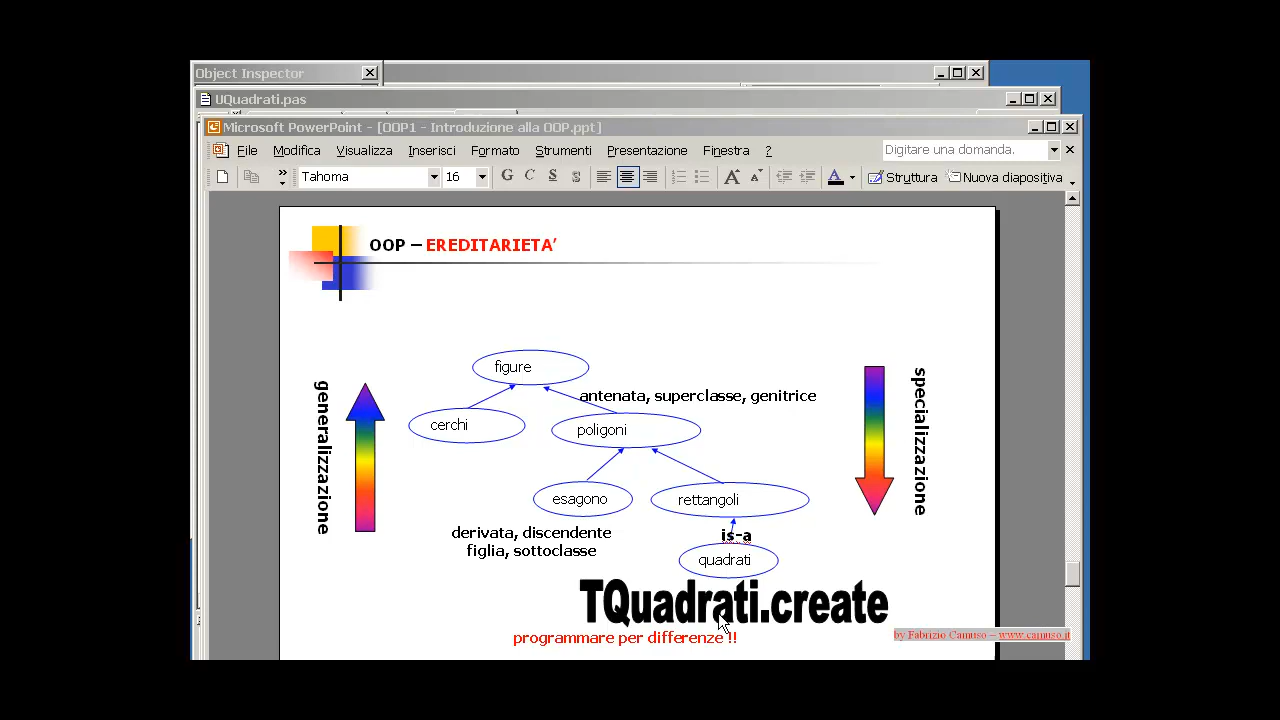 Object Inspector
UQuadrati.pas
Microsoft PowerPoint - [OOP1 - Introduzione alla OOP.ppt]
File Modifica Visualizza Inserisci Formato Strumenti Presentazione Finestra ? Digitare una domanda.
Tahoma 16 G C S S A A A Struttura Nuova diapositiva
OOP – EREDITARIETA’
figure
antenata, superclasse, genitrice
generalizzazione
specializzazione
cerchi
poligoni
esagono
rettangoli
derivata, discendente
figlia, sottoclasse
is-a
quadrati
TQuadrati.create
programmare per differenze !!
by Fabrizio Camuso – www.camuso.it